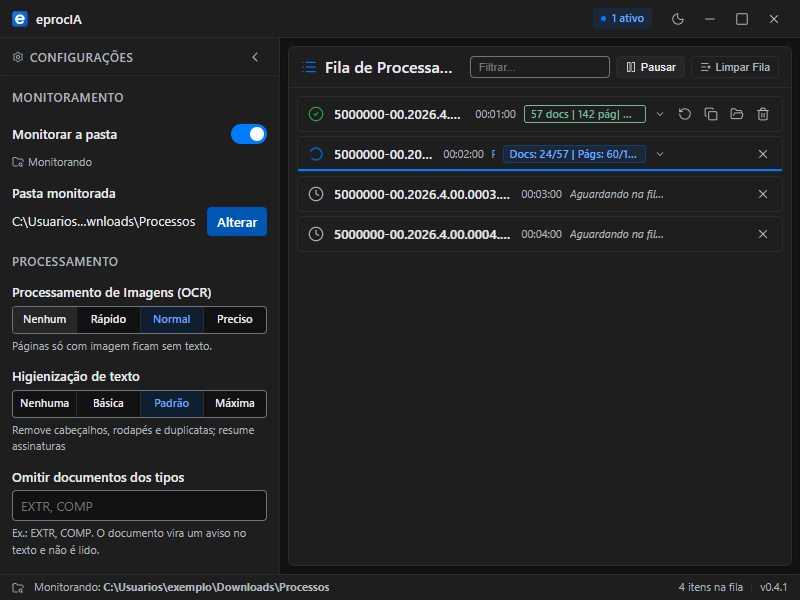 eprocIA
1 ativo
CONFIGURAÇÕES
MONITORAMENTO
Monitorar a pasta
Monitorando
Pasta monitorada
C:\Usuarios...wnloads\Processos
Alterar
PROCESSAMENTO
Processamento de Imagens (OCR)
Nenhum Rápido Normal Preciso
Páginas só com imagem ficam sem texto.
Higienização de texto
Nenhuma Básica Padrão Máxima
Remove cabeçalhos, rodapés e duplicatas; resume
assinaturas
Omitir documentos dos tipos
EXTR, COMP
Ex.: EXTR, COMP. O documento vira um aviso no
texto e não é lido.
Fila de Processa...
Filtrar...
Pausar
Limpar Fila
5000000-00.2026.4.... 00:01:00 57 docs | 142 pág| ...
5000000-00.20... 00:02:00 F Docs: 24/57 | Págs: 60/1...
5000000-00.2026.4.00.0003.... 00:03:00 Aguardando na fil...
5000000-00.2026.4.00.0004.... 00:04:00 Aguardando na fil...
Monitorando: C:\Usuarios\exemplo\Downloads\Processos
4 itens na fila
v0.4.1